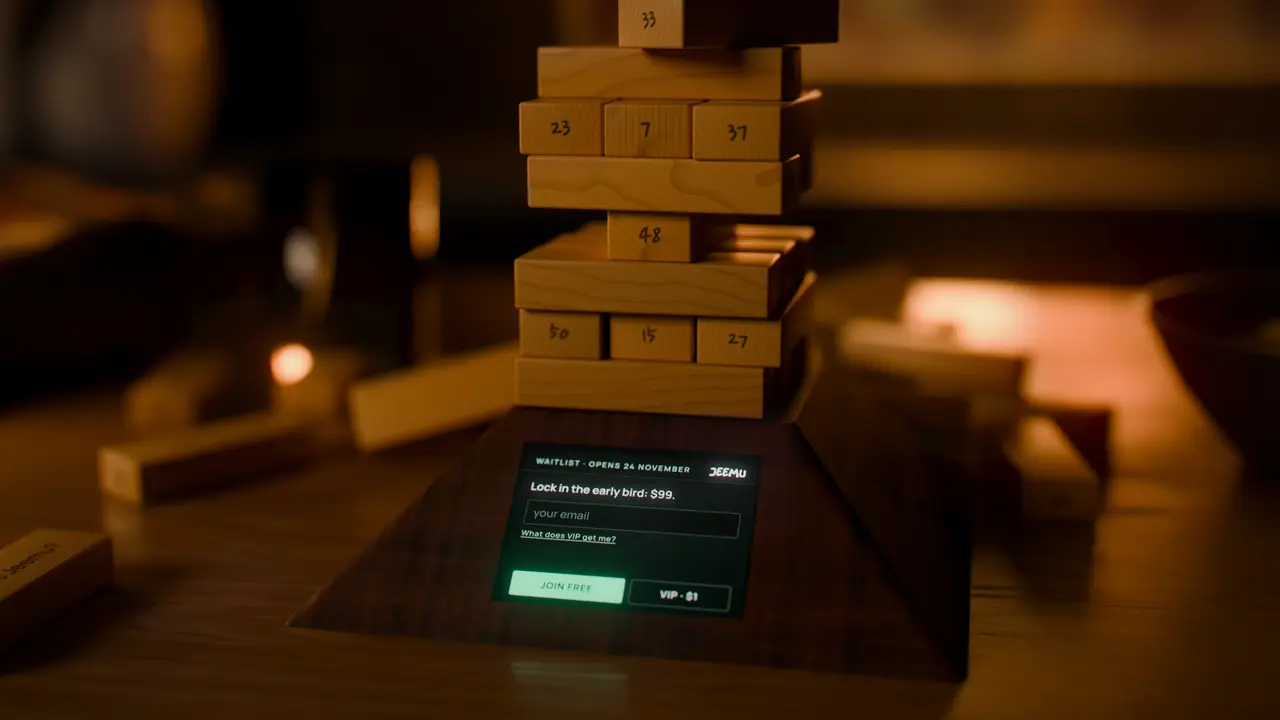 33
23 7 37
48
50 15 27
WAITLIST · OPENS 24 NOVEMBER JEEMU
Lock in the early bird: $99.
your email
What does VIP get me?
JOIN FREE VIP · $1